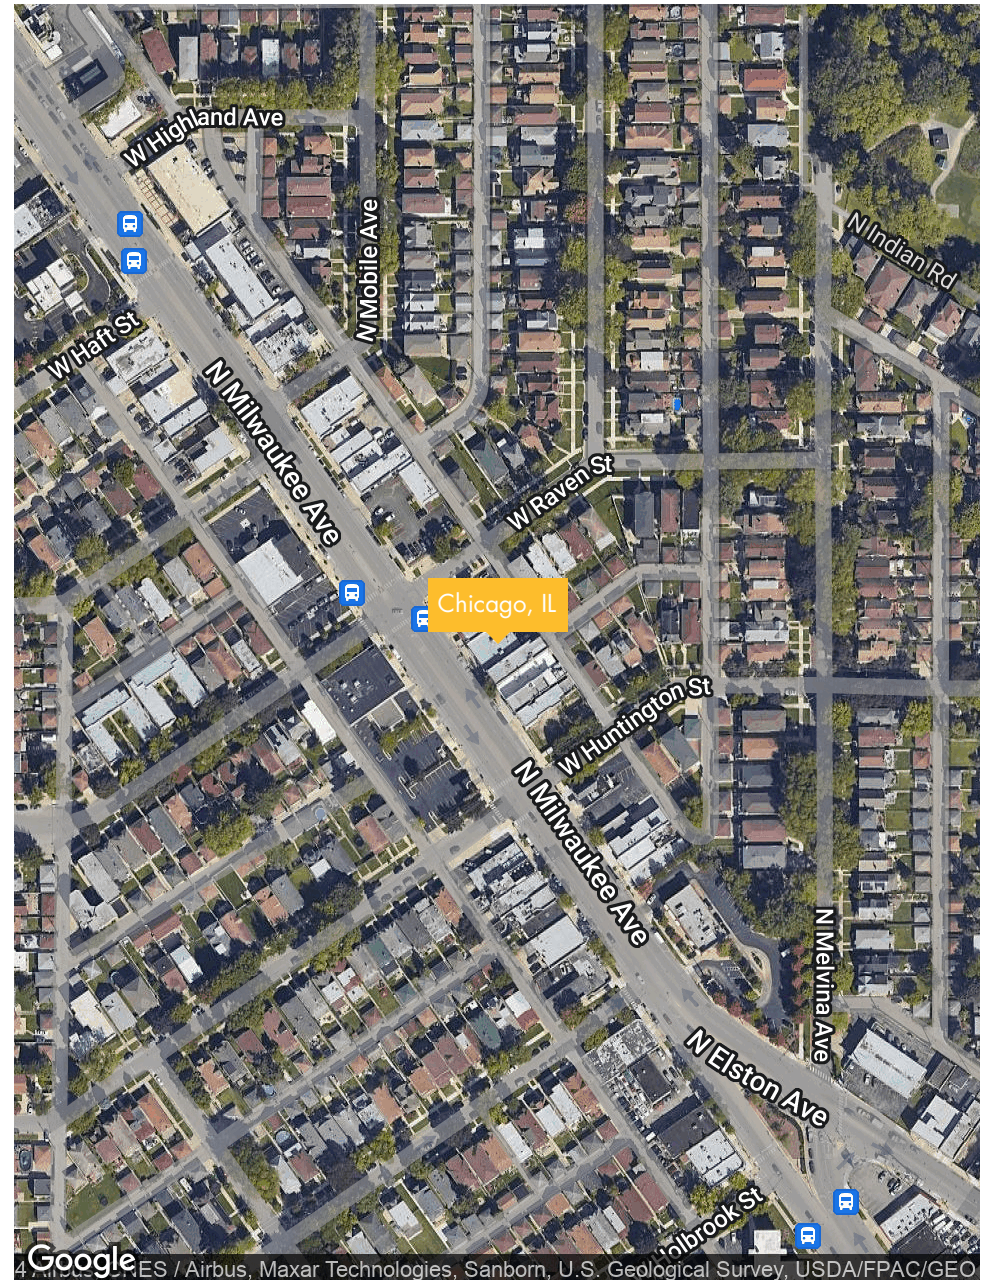 W Highland Ave
N Mobile Ave
N Indian Rd
W Haft St
N Milwaukee Ave
W Raven St
Chicago, IL
W Huntington St
N Milwaukee Ave
N Melvina Ave
N Elston Ave
Holbrook St
Google
/ Airbus, Maxar Technologies, Sanborn, U.S. Geological Survey, USDA/FPAC/GEO